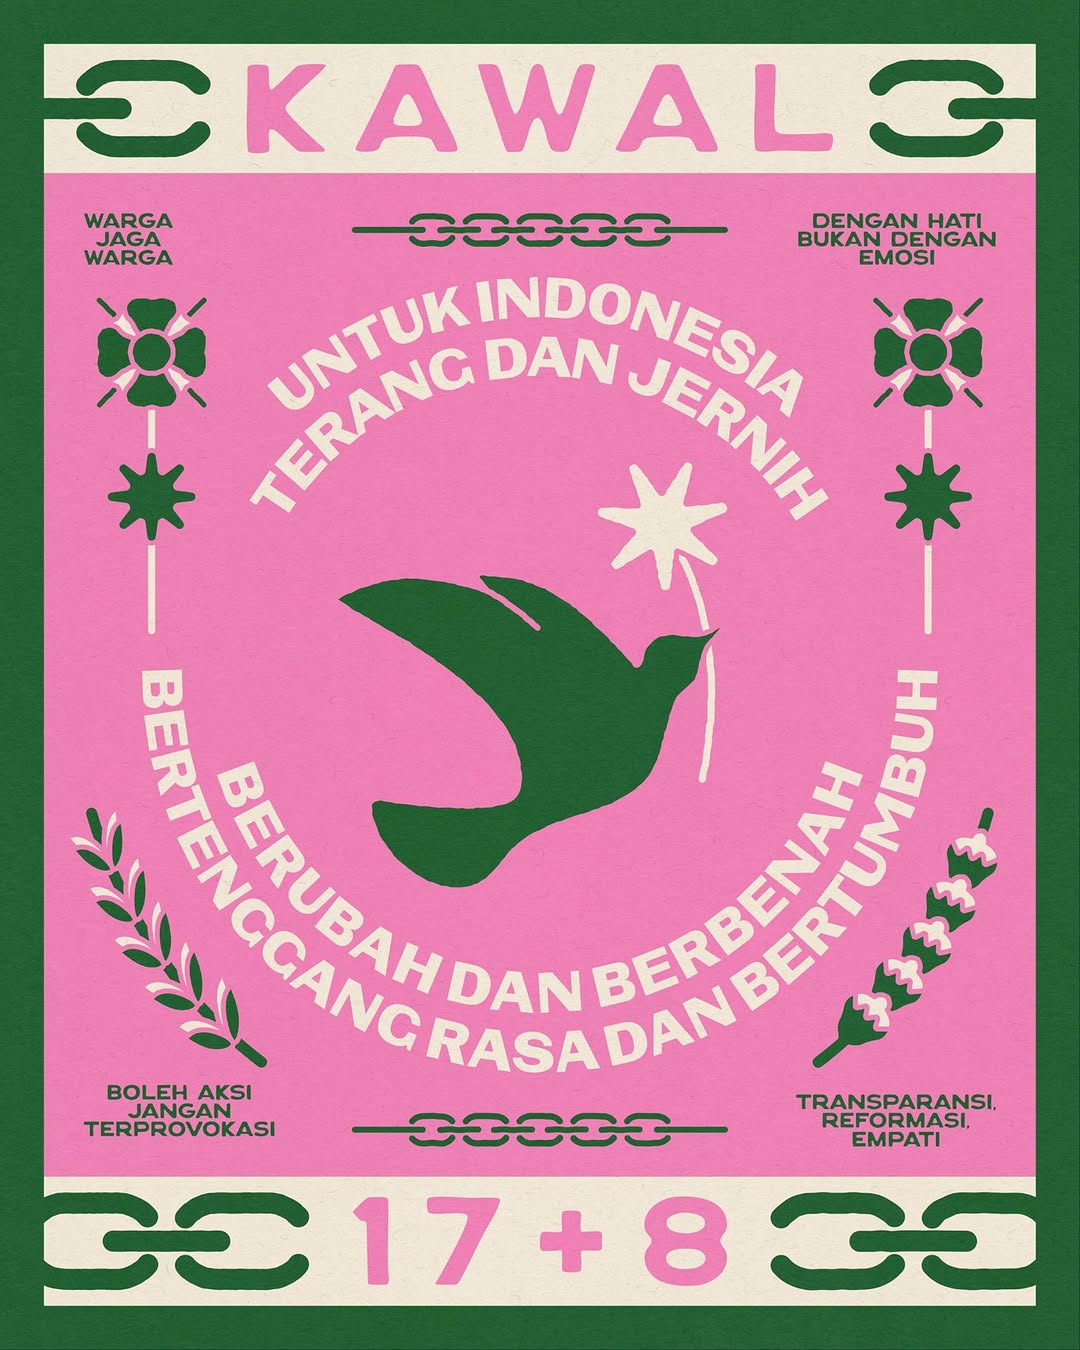 KAWAL
WARGA
JAGA
WARGA
DENGAN HATI
BUKAN DENGAN
EMOSI
UNTUK INDONESIA
TERANG DAN JERNIH
BERUBAH DAN BERBENAH
BERTENGGANG RASA DAN BERTUMBUH
BOLEH AKSI
JANGAN
TERPROVOKASI
TRANSPARANSI,
REFORMASI,
EMPATI
17+8